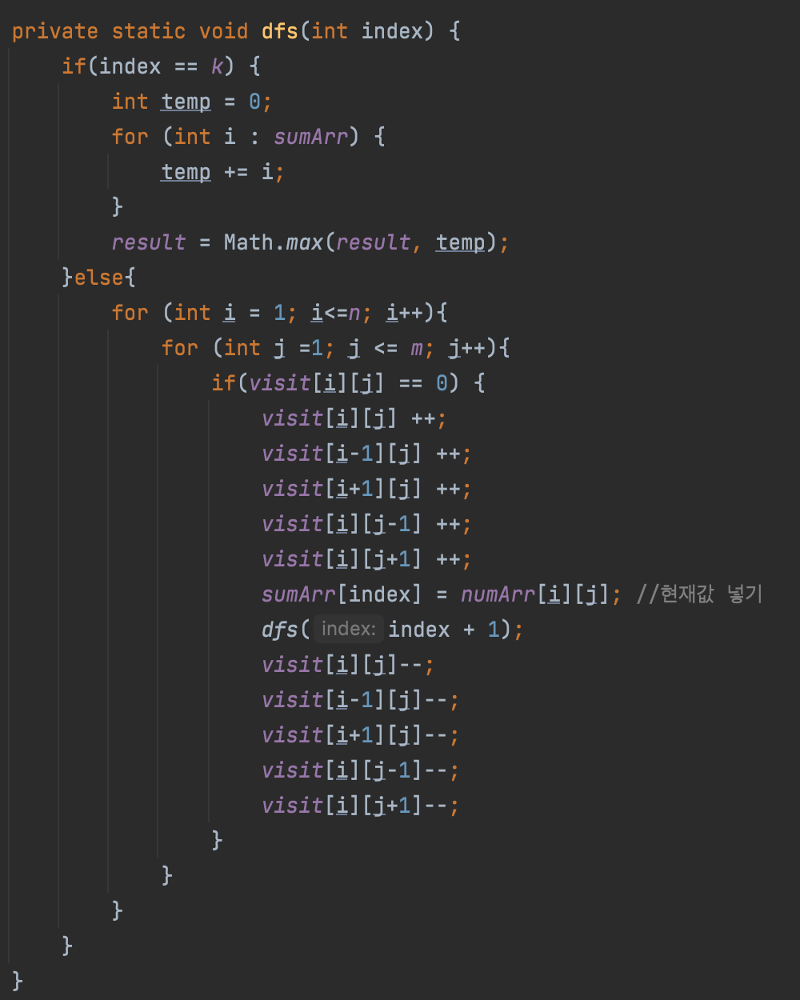 private static void dfs(int index) {
if(index == k) {
int temp = 0;
for (int i : sumArr) {
temp += i;
}
result = Math.max(result, temp);
}else{
for (int i = 1; i<=n; i++){
for (int j =1; j <= m; j++){
if(visit[i][j] == 0) {
visit[i][j] ++;
visit[i-1][j] ++;
visit[i+1][j] ++;
visit[i][j-1] ++;
visit[i][j+1] ++;
sumArr[index] = numArr[i][j]; //현재값 넣기
dfs( index: index + 1);
visit[i][j]--;
visit[i-1][j]--;
visit[i+1][j]--;
visit[i][j-1]--;
visit[i][j+1]--;
}
}
}
}
}